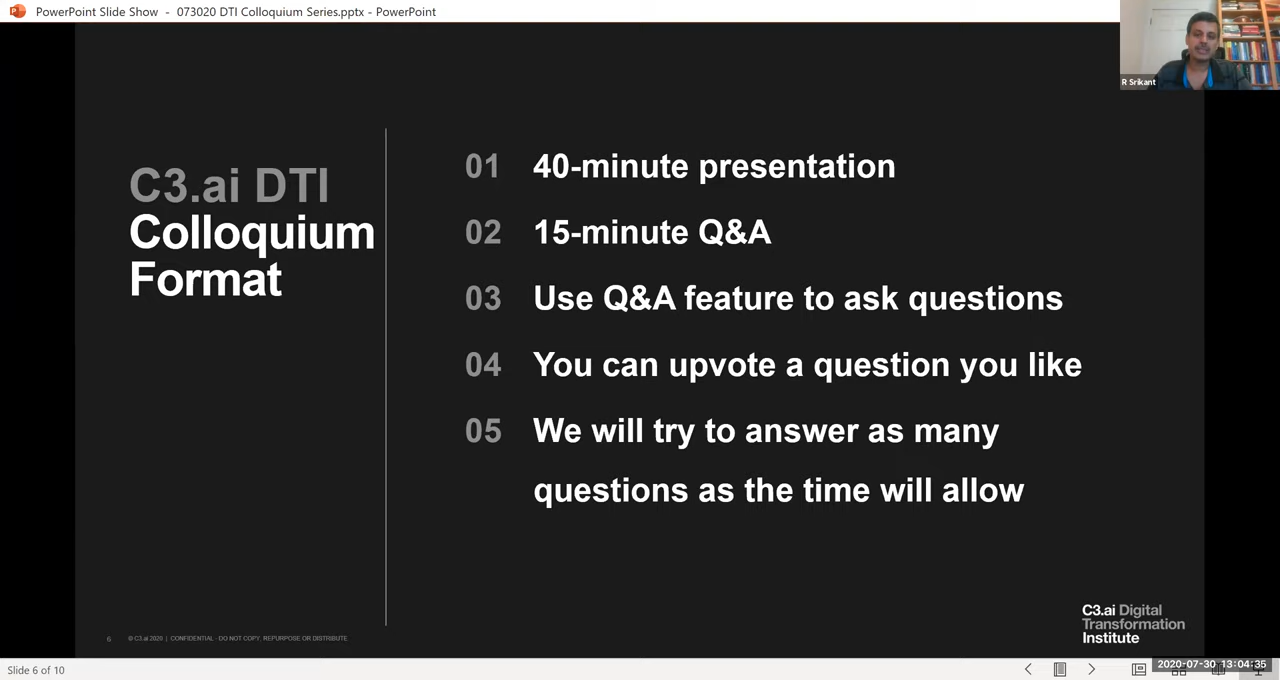 PowerPoint Slide Show - 073020 DTI Colloquium Series.pptx - PowerPoint
R Srikant
C3.ai DTI
Colloquium
Format
01 40-minute presentation
02 15-minute Q&A
03 Use Q&A feature to ask questions
04 You can upvote a question you like
05 We will try to answer as many
questions as the time will allow
C3.ai Digital
Transformation
Institute
6 © C3.ai 2020 | CONFIDENTIAL - DO NOT COPY, REPURPOSE OR DISTRIBUTE
Slide 6 of 10
2020-07-30 13:04:35